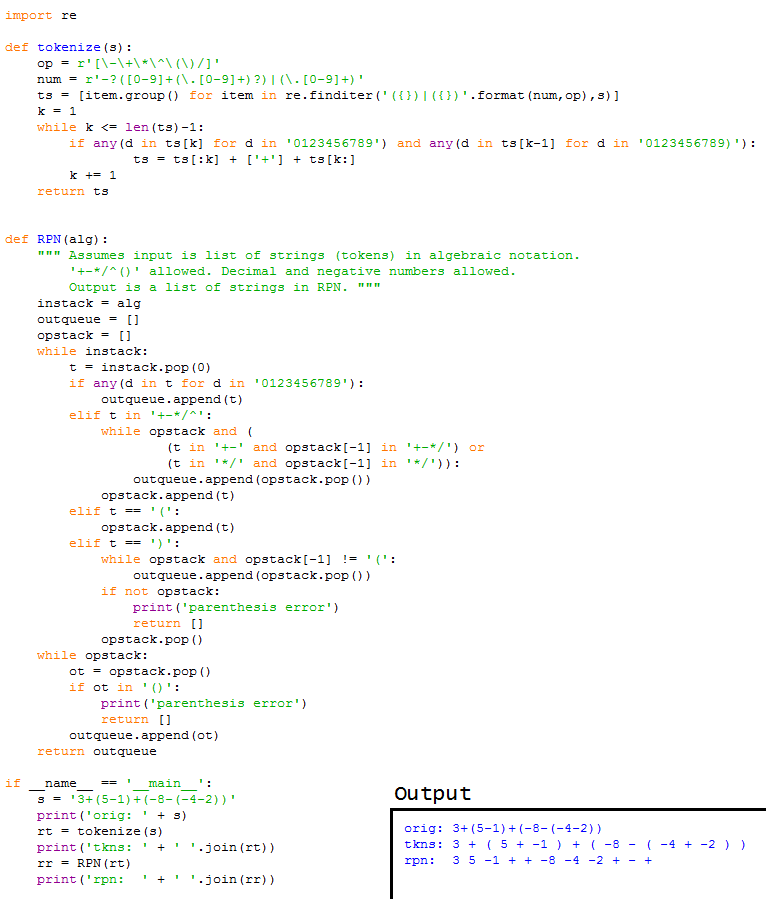 import re

def tokenize(s):
    op = r'[\-\+\*\^\(\)/]'
    num = r'-?([0-9]+(\.[0-9]+)?)|(\.[0-9]+)'
    ts = [item.group() for item in re.finditer('({})|({})'.format(num,op),s)]
    k = 1
    while k <= len(ts)-1:
        if any(d in ts[k] for d in '0123456789') and any(d in ts[k-1] for d in '0123456789)'):
                ts = ts[:k] + ['+'] + ts[k:]
        k += 1
    return ts

def RPN(alg):
    """ Assumes input is list of strings (tokens) in algebraic notation.
        '+-*/^()' allowed. Decimal and negative numbers allowed.
        Output is a list of strings in RPN. """
    instack = alg
    outqueue = []
    opstack = []
    while instack:
        t = instack.pop(0)
        if any(d in t for d in '0123456789'):
            outqueue.append(t)
        elif t in '+-*/^':
            while opstack and (
                    (t in '+-' and opstack[-1] in '+-*/') or
                    (t in '*/' and opstack[-1] in '*/')):
                outqueue.append(opstack.pop())
            opstack.append(t)
        elif t == '(':
            opstack.append(t)
        elif t == ')':
            while opstack and opstack[-1] != '(':
                outqueue.append(opstack.pop())
            if not opstack:
                print('parenthesis error')
                return []
            opstack.pop()
    while opstack:
        ot = opstack.pop()
        if ot in '()':
            print('parenthesis error')
            return []
        outqueue.append(ot)
    return outqueue

if __name__ == '__main__':
    s = '3+(5-1)+(-8-(-4-2))'
    print('orig: ' + s)
    rt = tokenize(s)
    print('tkns: ' + ' '.join(rt))
    rr = RPN(rt)
    print('rpn:  ' + ' '.join(rr))

Output
orig: 3+(5-1)+(-8-(-4-2))
tkns: 3 + ( 5 + -1 ) + ( -8 - ( -4 + -2 ) )
rpn:  3 5 -1 + + -8 -4 -2 + - +